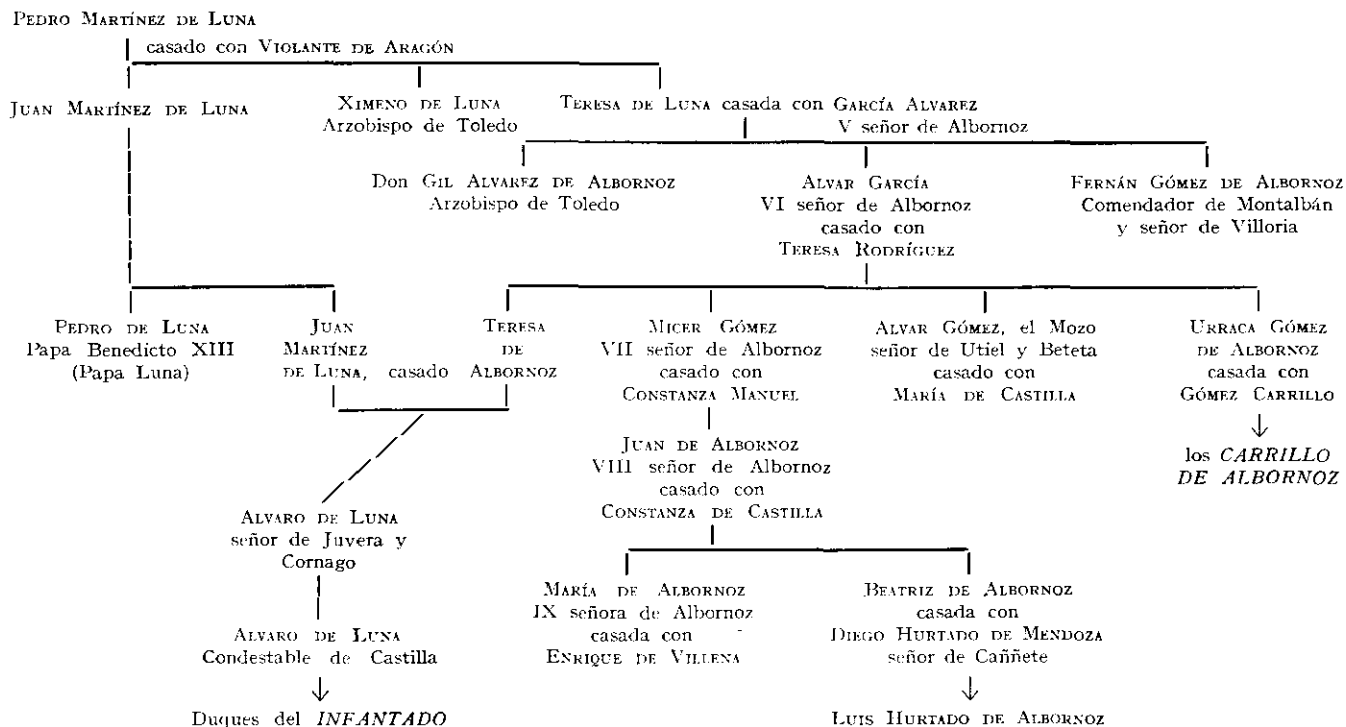 PEDRO MARTÍNEZ DE LUNA
casado con VIOLANTE DE ARAGÓN
JUAN MARTÍNEZ DE LUNA
XIMENO DE LUNA
Arzobispo de Toledo
TERESA DE LUNA casada con GARCÍA ALVAREZ
V señor de Albornoz
Don GIL ALVAREZ DE ALBORNOZ
Arzobispo de Toledo
ALVAR GARCÍA
VI señor de Albornoz
casado con
TERESA RODRÍGUEZ
FERNÁN GÓMEZ DE ALBORNOZ
Comendador de Montalbán
y señor de Villoria
PEDRO DE LUNA
Papa Benedicto XIII
(Papa Luna)
JUAN
MARTÍNEZ
DE LUNA, casado
TERESA
DE
ALBORNOZ
MICER GÓMEZ
VII señor de Albornoz
casado con
CONSTANZA MANUEL
ALVAR GÓMEZ, el Mozo
señor de Utiel y Beteta
casado con
MARÍA DE CASTILLA
URRACA GÓMEZ
DE ALBORNOZ
casada con
GÓMEZ CARRILLO
los CARRILLO
DE ALBORNOZ
JUAN DE ALBORNOZ
VIII señor de Albornoz
casado con
CONSTANZA DE CASTILLA
ALVARO DE LUNA
señor de Juvera y
Cornago
MARÍA DE ALBORNOZ
IX señora de Albornoz
casada con
ENRIQUE DE VILLENA
BEATRIZ DE ALBORNOZ
casada con
DIEGO HURTADO DE MENDOZA
señor de Caññete
ALVARO DE LUNA
Condestable de Castilla
Duques del INFANTADO
LUIS HURTADO DE ALBORNOZ